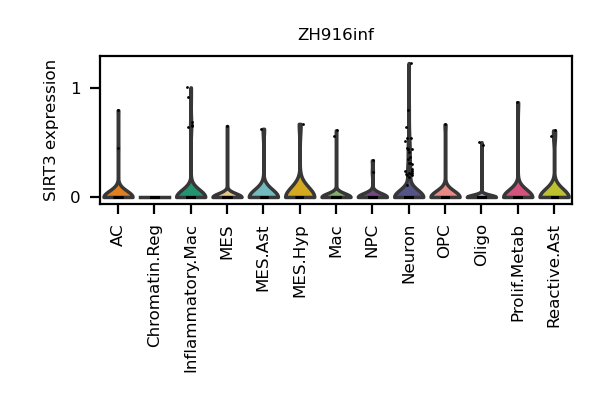 ZH916inf
SIRT3 expression
1
0
AC
Chromatin.Reg
Inflammatory.Mac
MES
MES.Ast
MES.Hyp
Mac
NPC
Neuron
OPC
Oligo
Prolif.Metab
Reactive.Ast